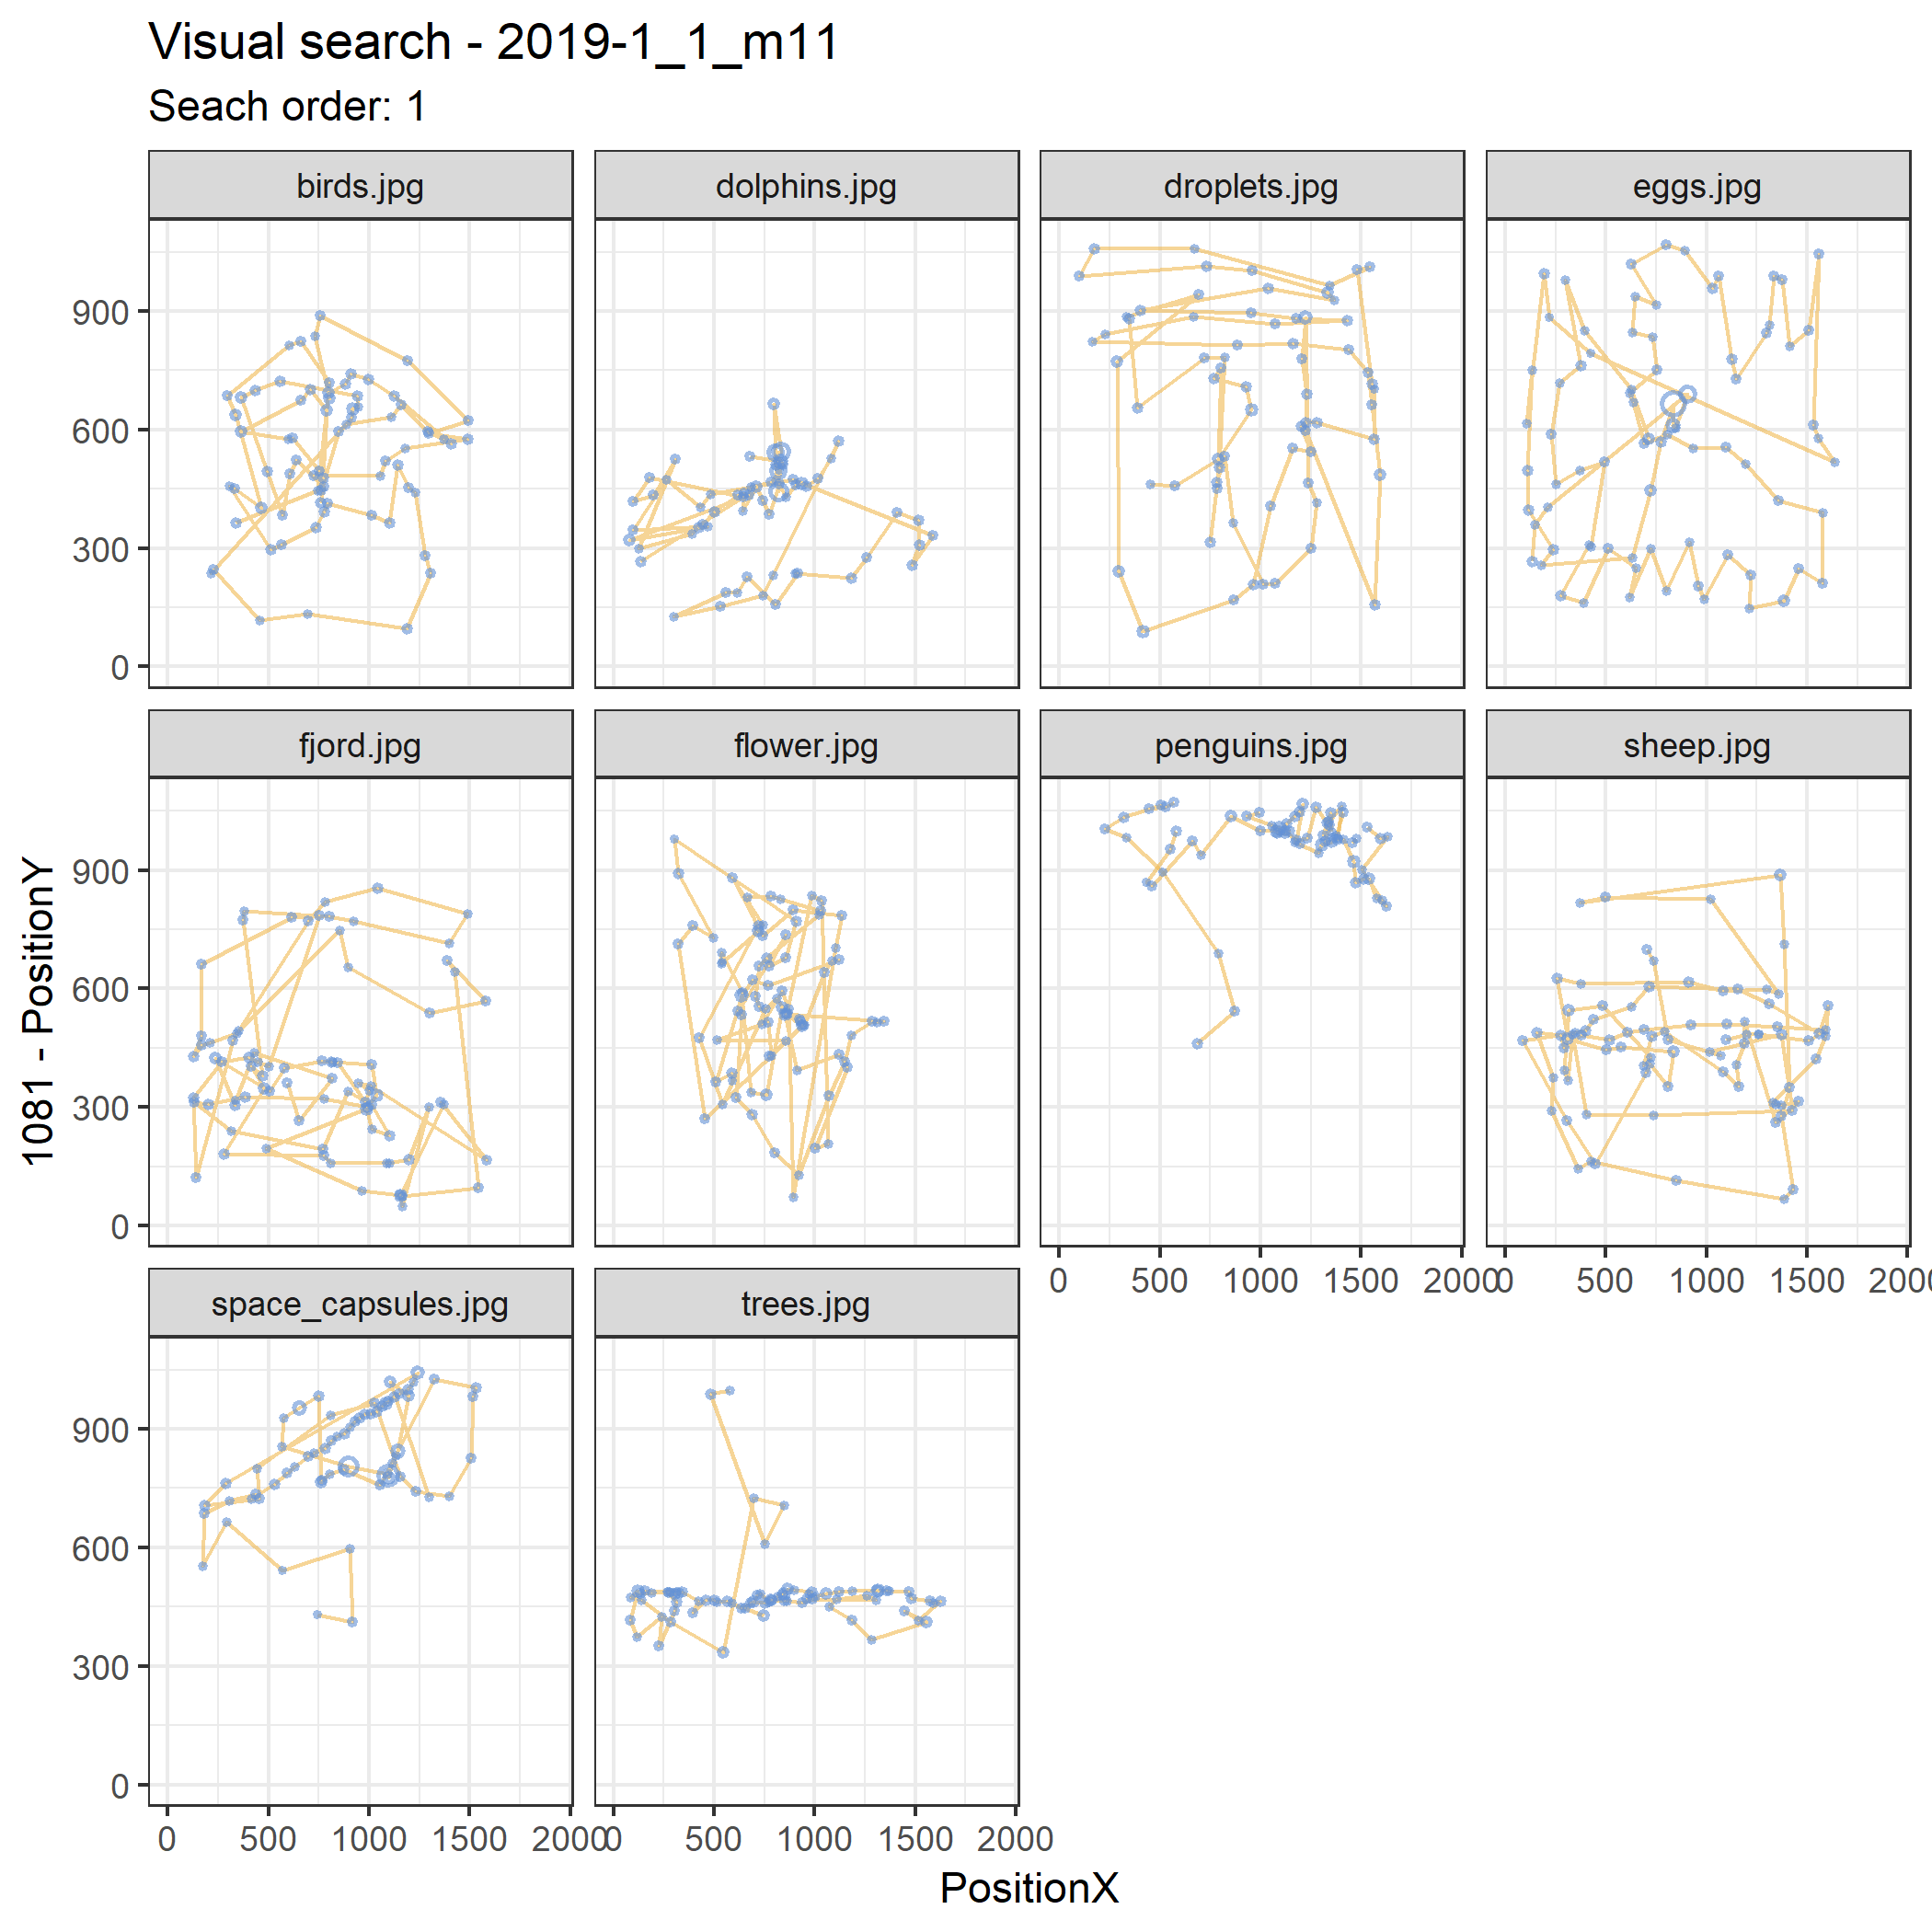 Visual search - 2019-1_1_m11
Seach order: 1
birds.jpg
dolphins.jpg
droplets.jpg
eggs.jpg
900
600
300
0
fjord.jpg
flower.jpg
penguins.jpg
sheep.jpg
900
600
300
0
0 500 1000 1500 2000
0 500 1000 1500 200
space_capsules.jpg
trees.jpg
900
600
300
0
0 500 1000 1500 2000
0 500 1000 1500 2000
1081 - PositionY
PositionX